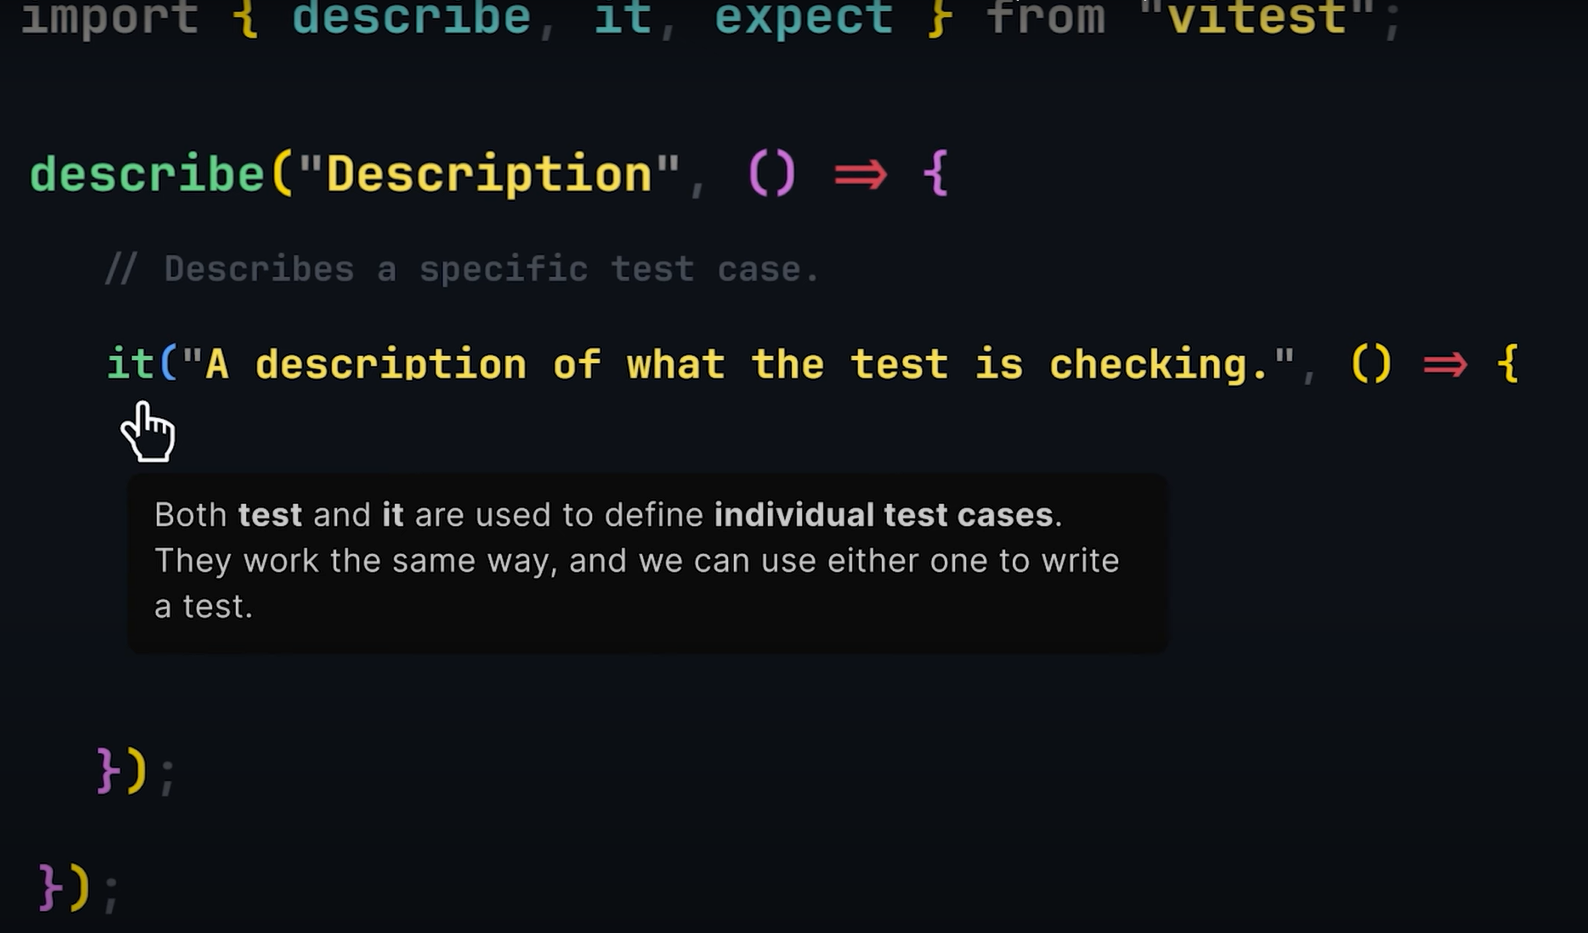 import { describe, it, expect } from "vitest";
describe("Description", () => {
// Describes a specific test case.
it("A description of what the test is checking.", () => {
Both test and it are used to define individual test cases.
They work the same way, and we can use either one to write
a test.
});
});